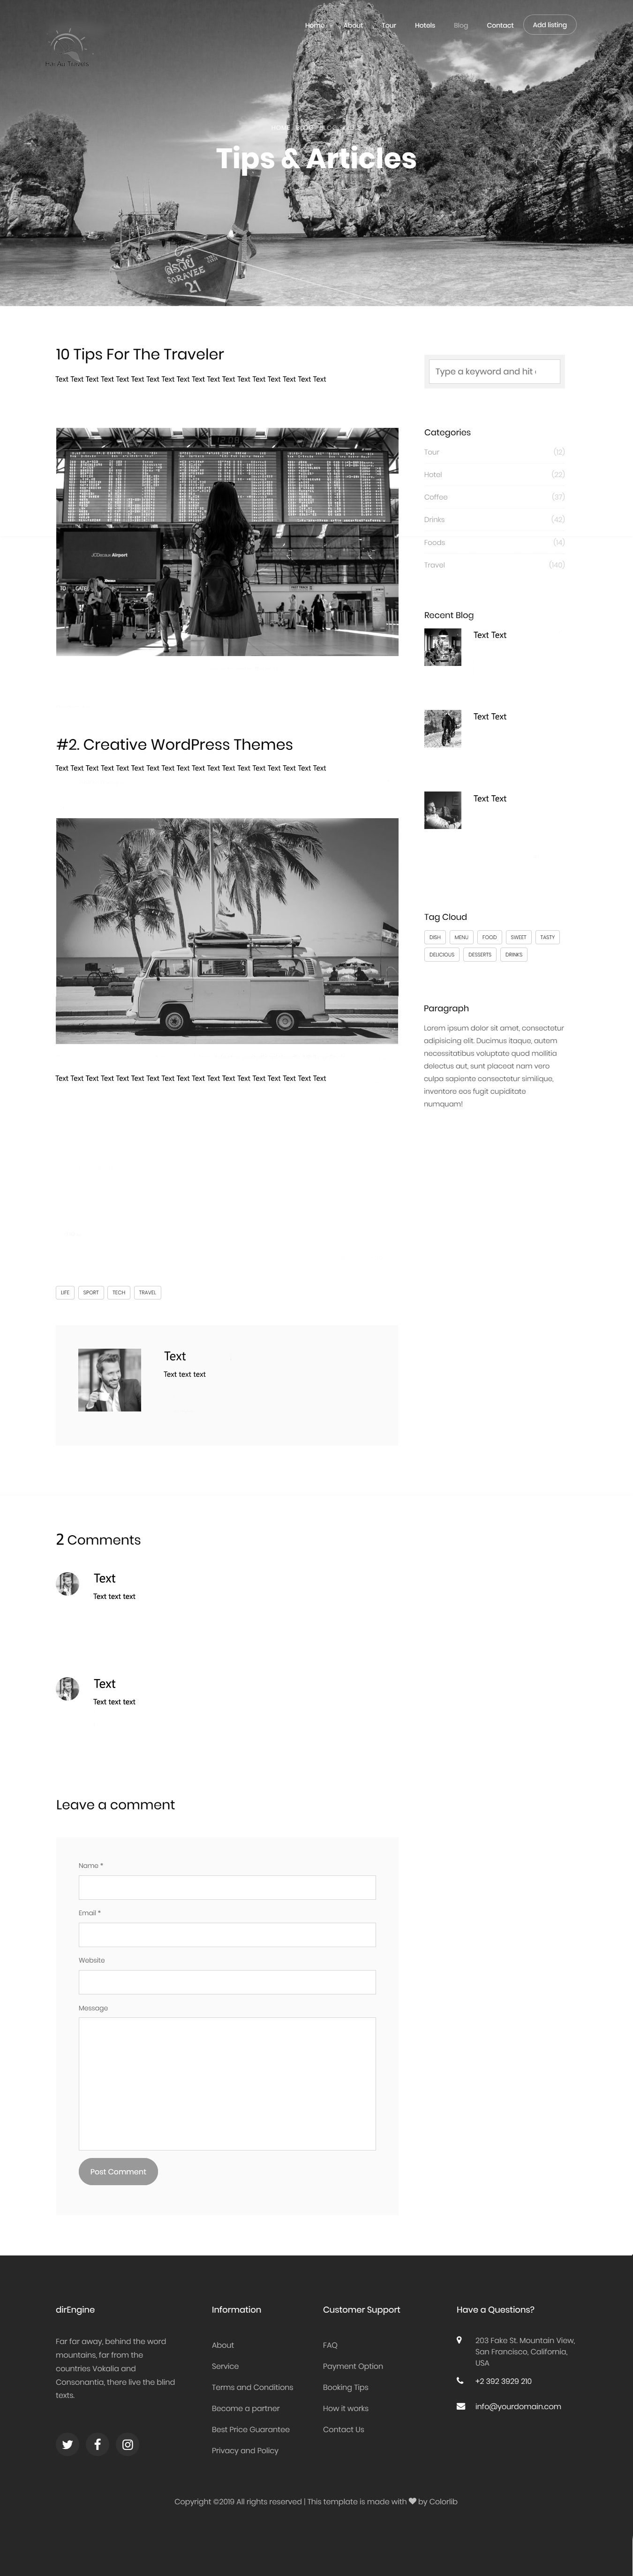 Home
About
Tour
Hotels
Blog
Contact
Add listing
Tips & Articles
ศรีวีย์
SORAVEE
21
10 Tips For The Traveler
Text Text Text Text Text Text Text Text Text Text Text Text Text Text Text Text Text Text
JCDecaux Airport
#2. Creative WordPress Themes
Text Text Text Text Text Text Text Text Text Text Text Text Text Text Text Text Text Text
Text Text Text Text Text Text Text Text Text Text Text Text Text Text Text Text Text Text
LIFE
SPORT
TECH
TRAVEL
Text
Text text text
2 Comments
Text
Text text text
Text
Text text text
Leave a comment
Name *
Email *
Website
Message
Post Comment
Type a keyword and hit
Categories
Tour (12)
Hotel (22)
Coffee (37)
Drinks (42)
Foods (14)
Travel (140)
Recent Blog
Text Text
Text Text
Text Text
Tag Cloud
DISH
MENU
FOOD
SWEET
TASTY
DELICIOUS
DESSERTS
DRINKS
Paragraph
Lorem ipsum dolor sit amet, consectetur
adipisicing elit. Ducimus itaque, autem
necessitatibus voluptate quod mollitia
delectus aut, sunt placeat nam vero
culpa sapiente consectetur similique,
inventore eos fugit cupiditate
numquam!
dirEngine
Far far away, behind the word
mountains, far from the
countries Vokalia and
Consonantia, there live the blind
texts.
Information
About
Service
Terms and Conditions
Become a partner
Best Price Guarantee
Privacy and Policy
Customer Support
FAQ
Payment Option
Booking Tips
How it works
Contact Us
Have a Questions?
203 Fake St. Mountain View,
San Francisco, California,
USA
+2 392 3929 210
info@yourdomain.com
Copyright ©2019 All rights reserved | This template is made with ♥ by Colorlib